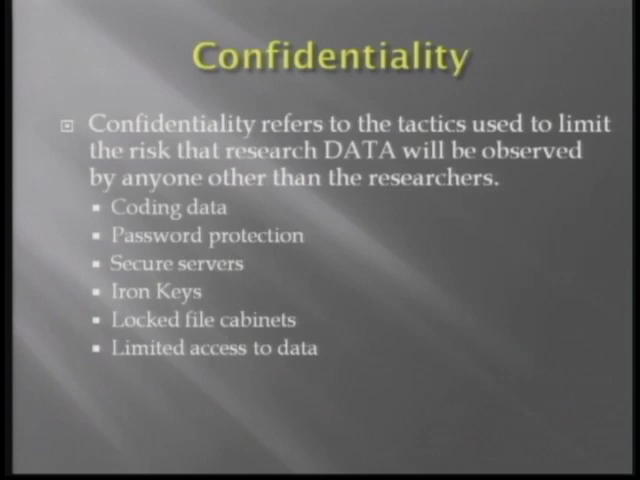 Confidentiality
Confidentiality refers to the tactics used to limit
the risk that research DATA will be observed
by anyone other than the researchers.
Coding data
Password protection
Secure servers
Iron Keys
Locked file cabinets
Limited access to data